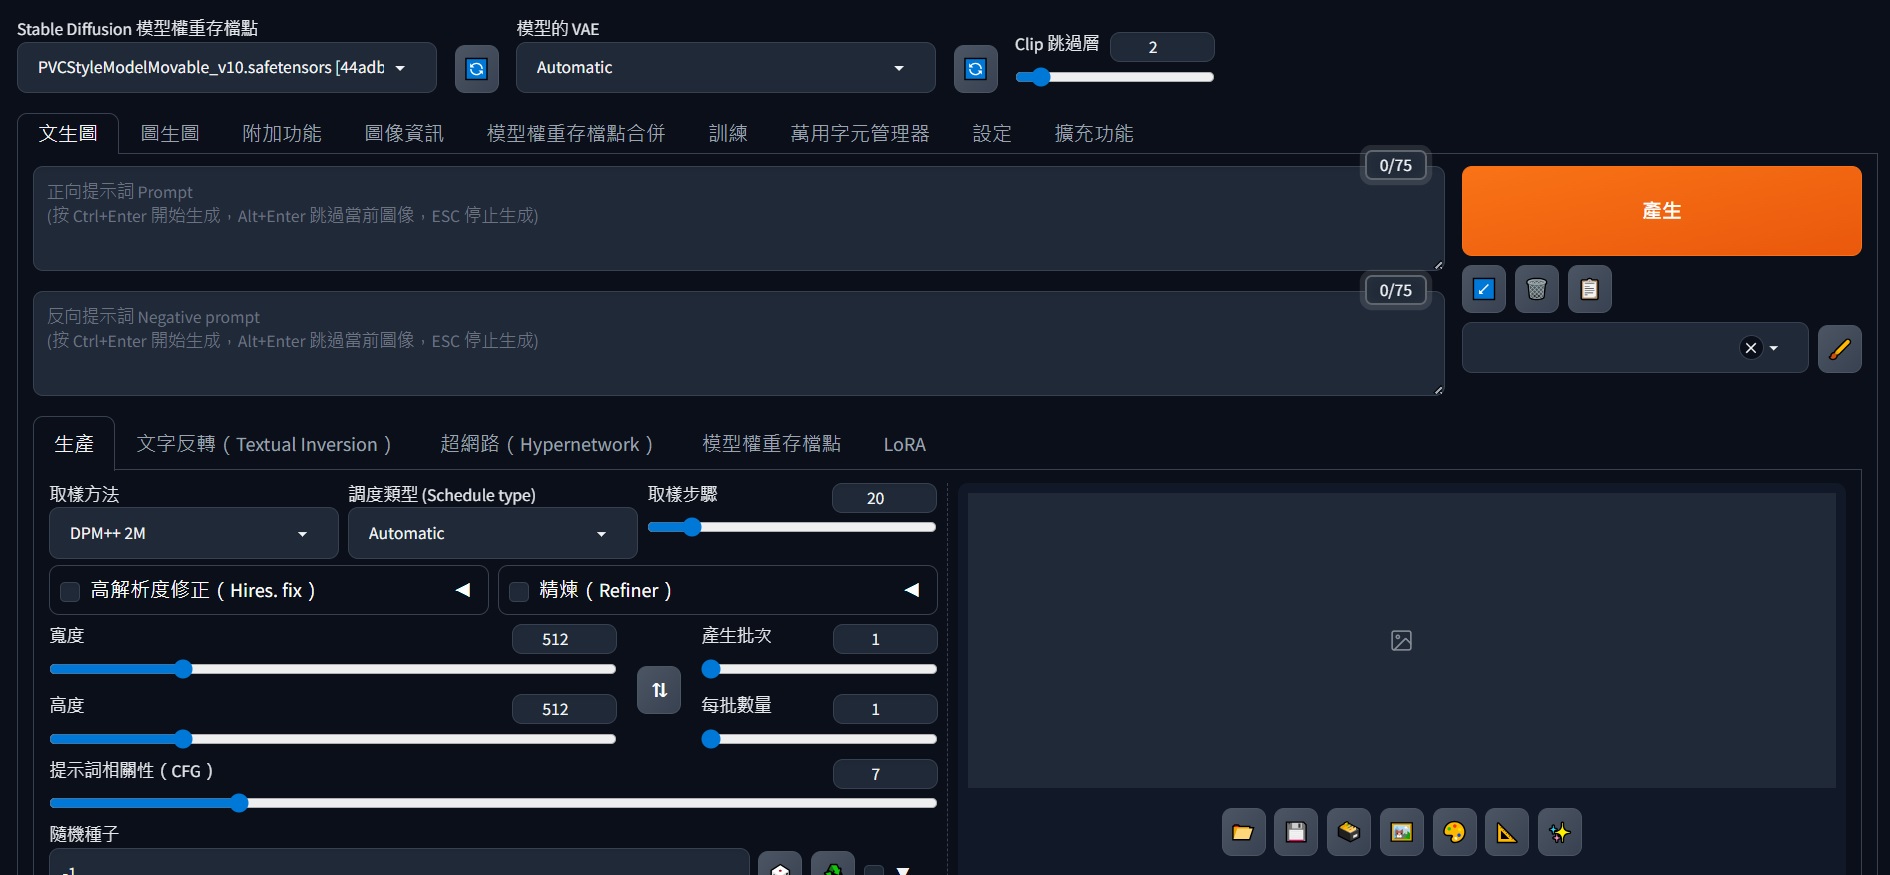 Stable Diffusion 模型權重存檔點
模型的 VAE
Clip 跳過層
2
PVCStyleModelMovable_v10.safetensors [44adb
Automatic
文生圖
圖生圖
附加功能
圖像資訊
模型權重存檔點合併
訓練
萬用字元管理器
設定
擴充功能
0/75
正向提示詞 Prompt
(按 Ctrl+Enter 開始生成，Alt+Enter 跳過當前圖像，ESC 停止生成)
產生
0/75
反向提示詞 Negative prompt
(按 Ctrl+Enter 開始生成，Alt+Enter 跳過當前圖像，ESC 停止生成)
生產
文字反轉（Textual Inversion）
超網路（Hypernetwork）
模型權重存檔點
LoRA
取樣方法
調度類型 (Schedule type)
取樣步驟
20
DPM++ 2M
Automatic
高解析度修正（Hires. fix）
精煉（Refiner）
寬度
512
產生批次
1
高度
512
每批數量
1
提示詞相關性（CFG）
7
隨機種子
-1